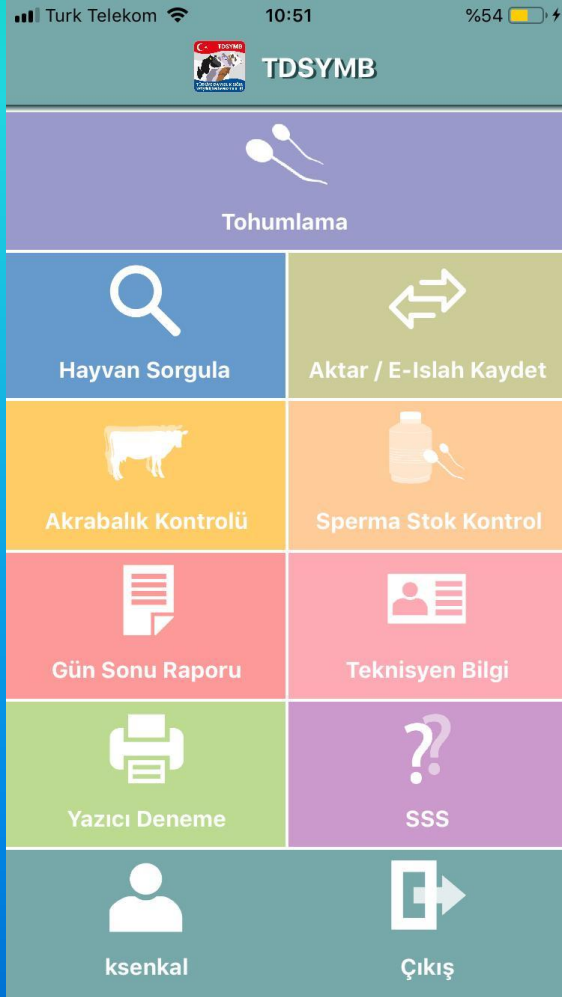 Turk Telekom 10:51 %54
TDSYMB
Tohumlama
Hayvan Sorgula
Aktar / E-Islah Kaydet
Akrabalık Kontrolü
Sperma Stok Kontrol
Gün Sonu Raporu
Teknisyen Bilgi
Yazıcı Deneme
SSS
ksenkal
Çıkış